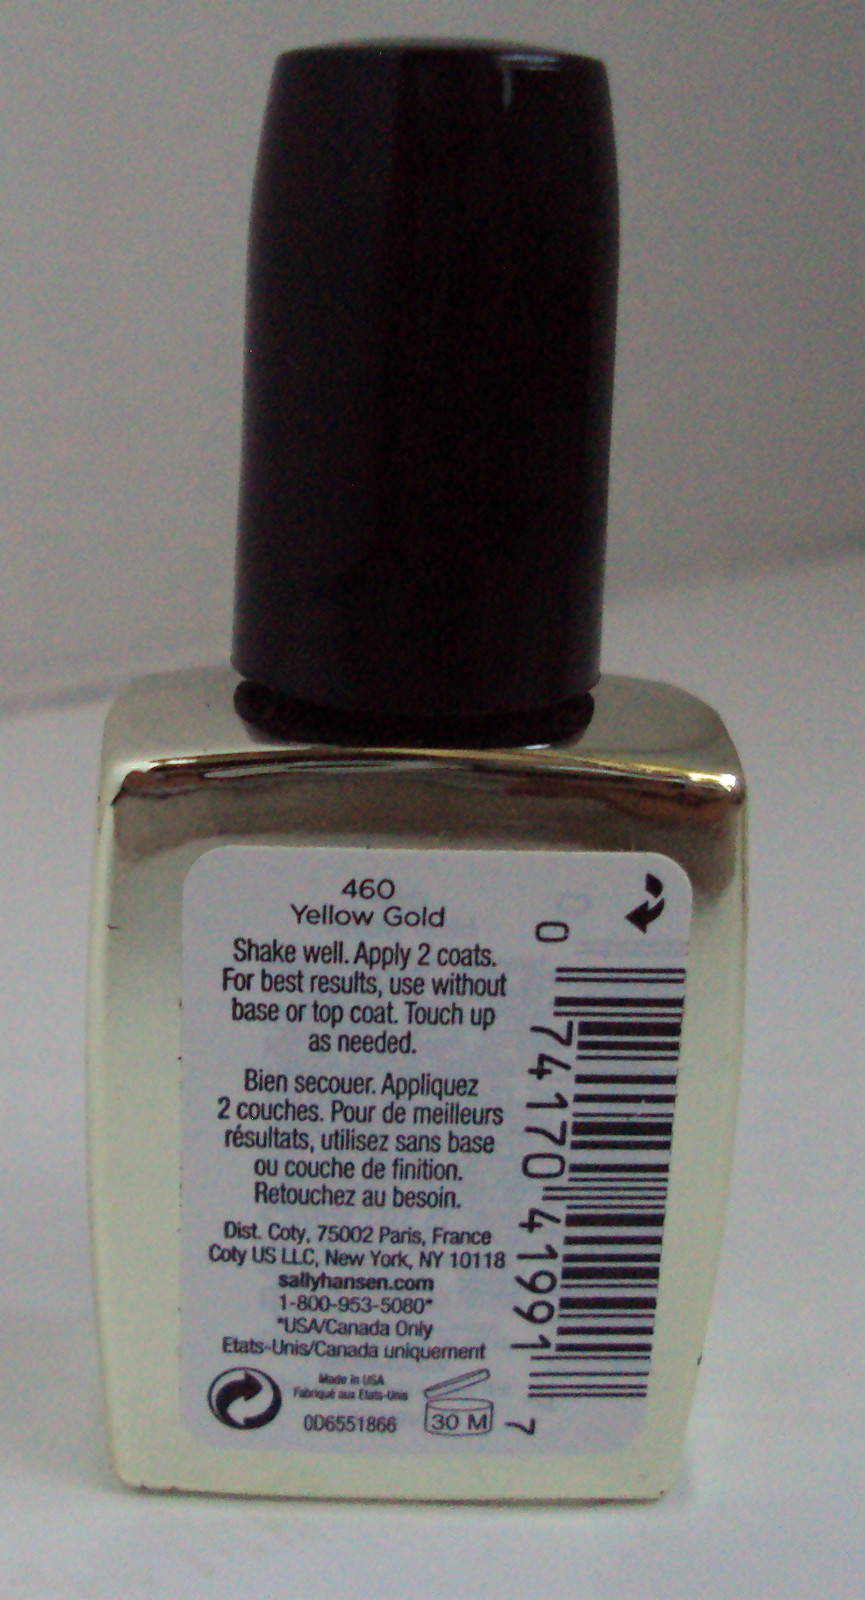 460
Yellow Gold
Shake well. Apply 2 coats.
For best results, use without
base or top coat. Touch up
as needed.
Bien secouer. Appliquez
2 couches. Pour de meilleurs
résultats, utilisez sans base
ou couche de finition.
Retouchez au besoin.
Dist. Coty, 75002 Paris, France
Coty US LLC, New York, NY 10118
sallyhansen.com
1-800-953-5080*
*USA/Canada Only
Etats-Unis/Canada uniquement
Made in USA
Fabriqué aux Etats-Unis
0D6551866
30 M
0 74170 41991 7